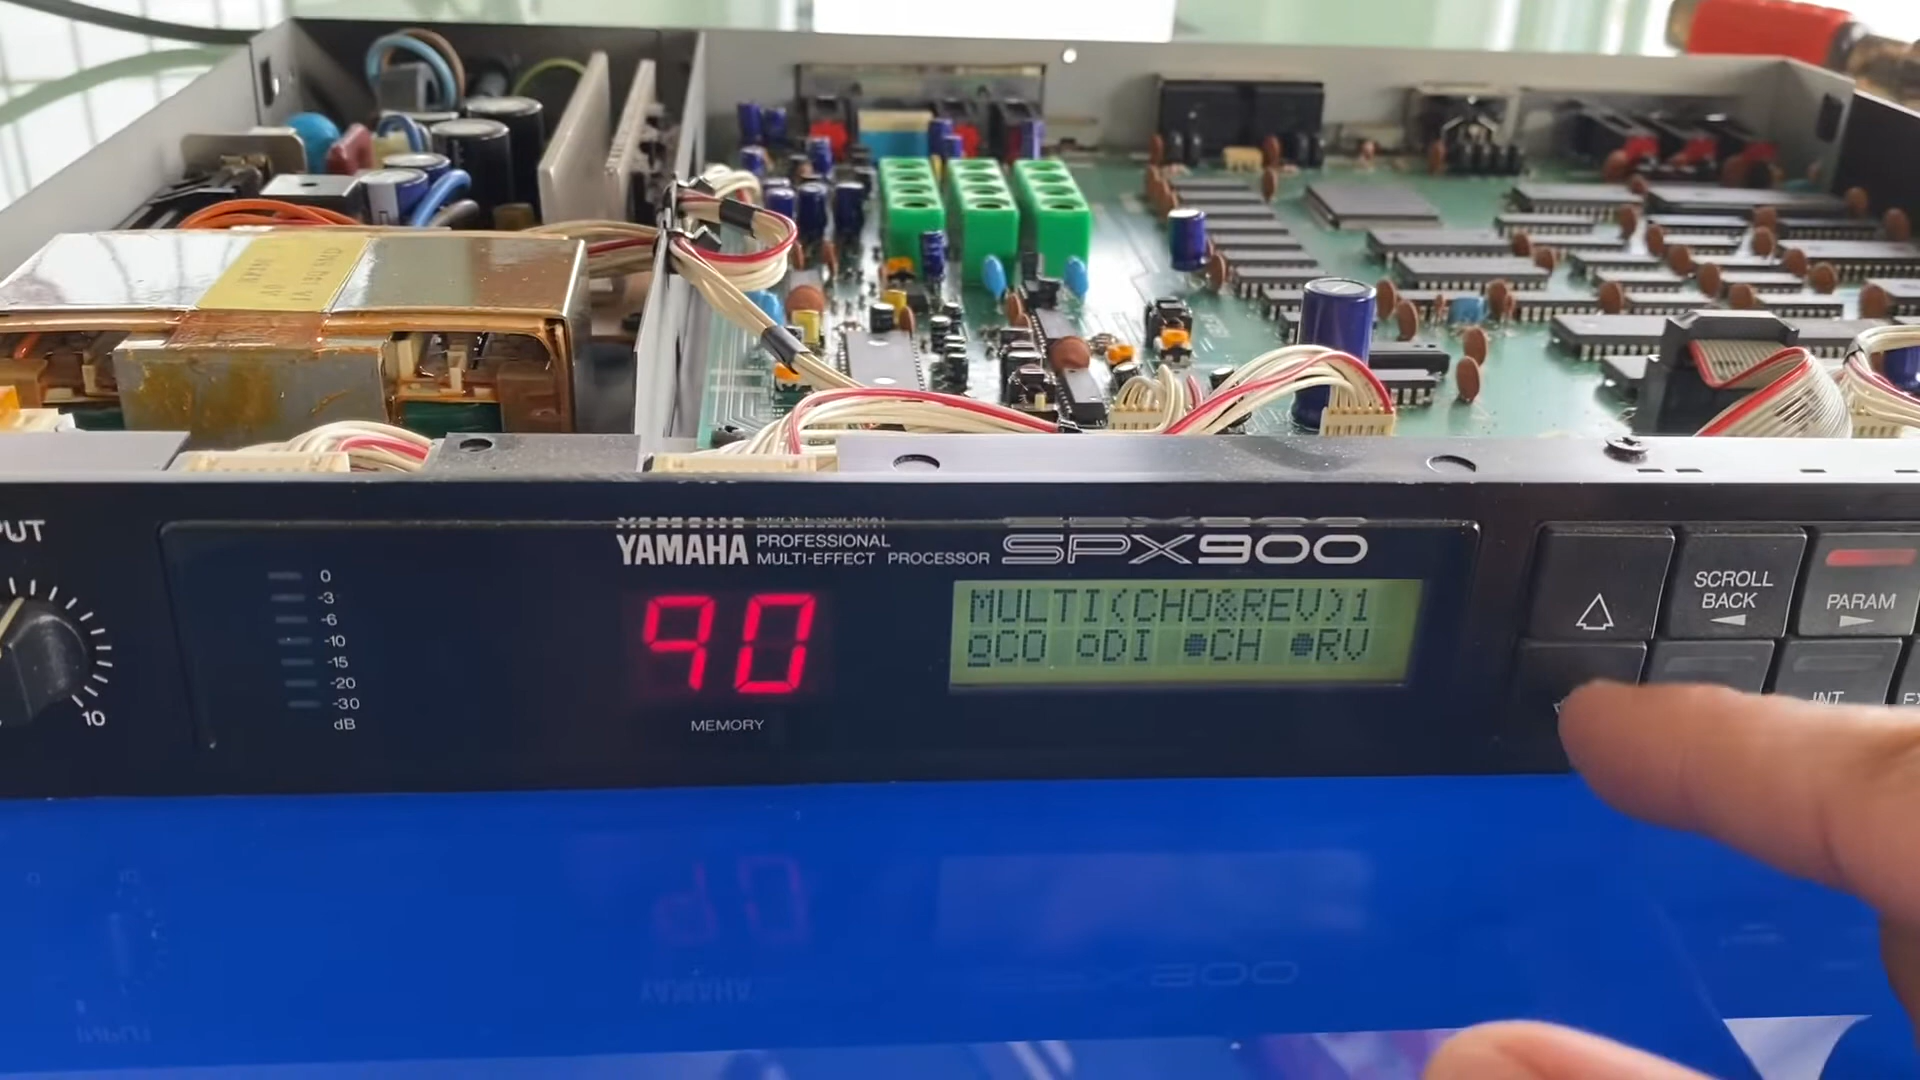 PUT
10
0
-3
-6
-10
-15
-20
-30
dB
YAMAHA
PROFESSIONAL
MULTI-EFFECT PROCESSOR
SPX900
90
MEMORY
MULTI(CHO&REV)1
CO DI CH RV
SCROLL
BACK
PARAM
INT